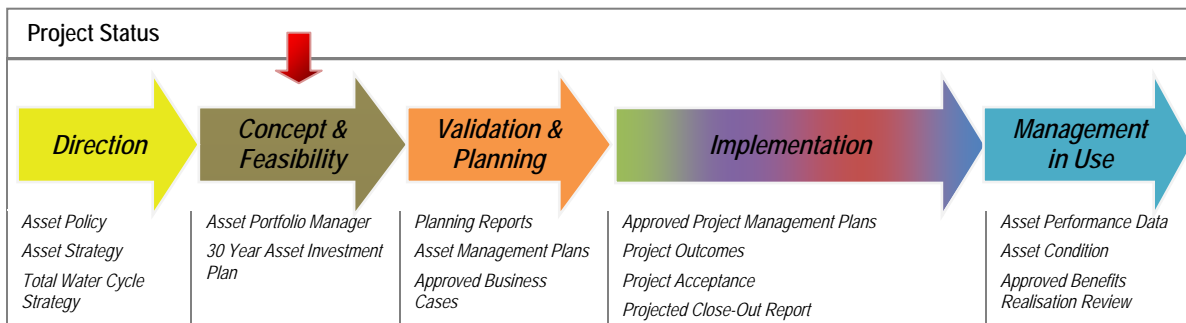 Project Status
Direction
Concept &
Feasibility
Validation &
Planning
Implementation
Management
in Use
Asset Policy
Asset Strategy
Total Water Cycle
Strategy
Asset Portfolio Manager
30 Year Asset Investment
Plan
Planning Reports
Asset Management Plans
Approved Business
Cases
Approved Project Management Plans
Project Outcomes
Project Acceptance
Projected Close-Out Report
Asset Performance Data
Asset Condition
Approved Benefits
Realisation Review